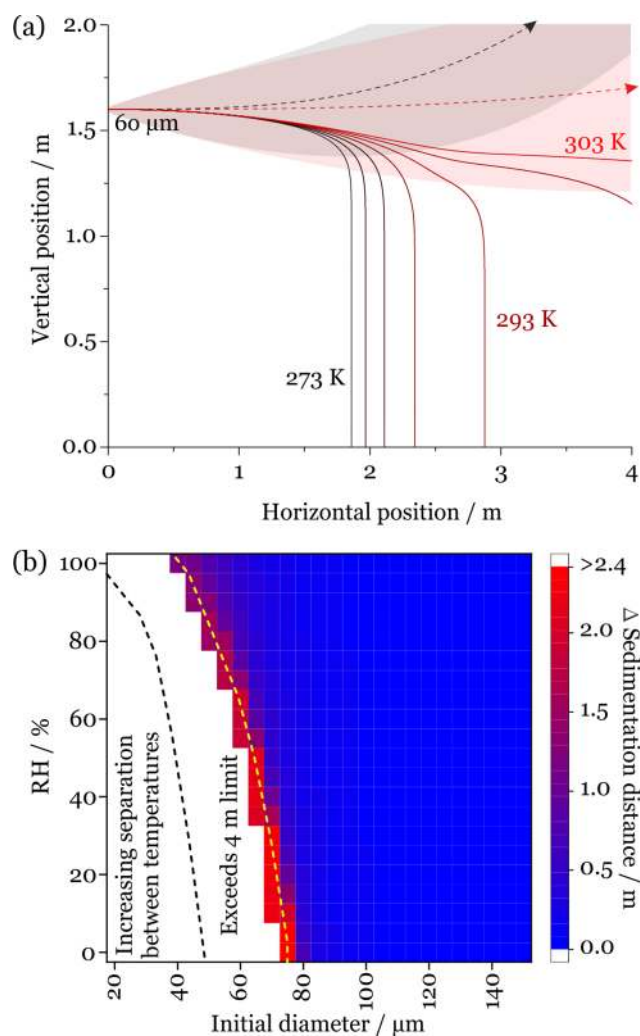 (a)
2.0
1.5
1.0
0.5
0.0
Vertical position / m
60 µm
303 K
293 K
273 K
0 1 2 3 4
Horizontal position / m
(b)
100
80
60
40
20
0
RH / %
Increasing separation
between temperatures
Exceeds 4 m limit
20 40 60 80 100 120 140
Initial diameter / µm
>2.4
2.0
1.5
1.0
0.5
0.0
Δ Sedimentation distance / m